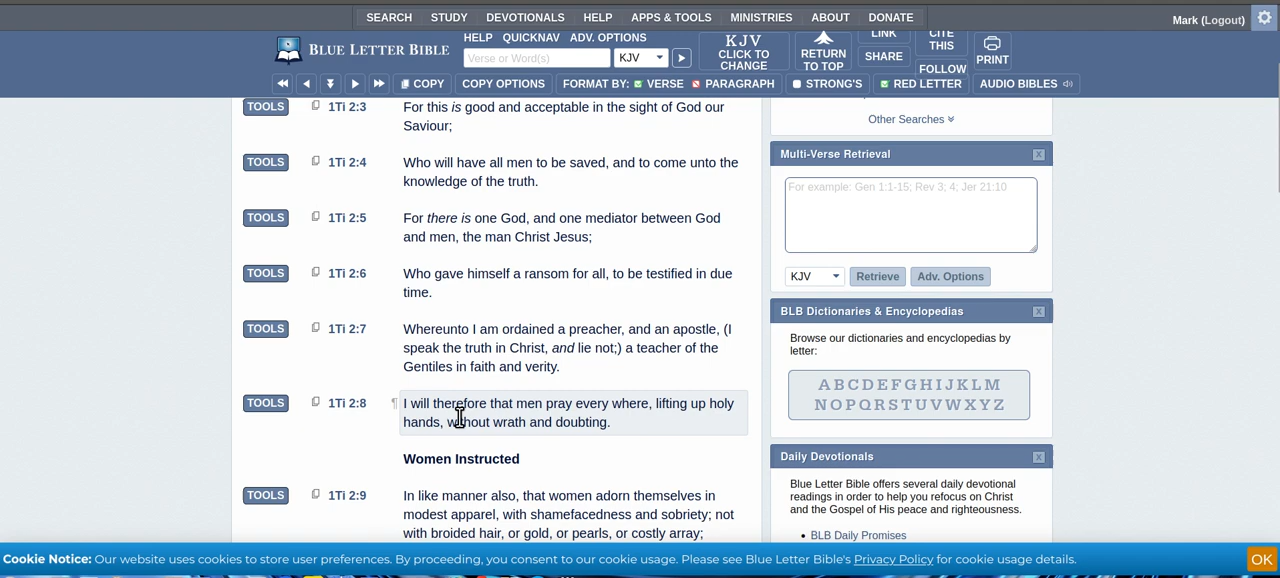 SEARCH STUDY DEVOTIONALS HELP APPS & TOOLS MINISTRIES ABOUT DONATE
Mark (Logout)
BLUE LETTER BIBLE
HELP QUICKNAV ADV. OPTIONS
Verse or Word(s) KJV
KJV
CLICK TO
CHANGE
RETURN
TO TOP
LINK
SHARE
CITE
THIS
FOLLOW
PRINT
COPY COPY OPTIONS FORMAT BY: VERSE PARAGRAPH STRONG'S RED LETTER AUDIO BIBLES
TOOLS 1Ti 2:3 For this is good and acceptable in the sight of God our
Saviour;
TOOLS 1Ti 2:4 Who will have all men to be saved, and to come unto the
knowledge of the truth.
TOOLS 1Ti 2:5 For there is one God, and one mediator between God
and men, the man Christ Jesus;
TOOLS 1Ti 2:6 Who gave himself a ransom for all, to be testified in due
time.
TOOLS 1Ti 2:7 Whereunto I am ordained a preacher, and an apostle, (I
speak the truth in Christ, and lie not;) a teacher of the
Gentiles in faith and verity.
TOOLS 1Ti 2:8 ¶ I will therefore that men pray every where, lifting up holy
hands, without wrath and doubting.
Women Instructed
TOOLS 1Ti 2:9 In like manner also, that women adorn themselves in
modest apparel, with shamefacedness and sobriety; not
with broided hair, or gold, or pearls, or costly array;
Other Searches
Multi-Verse Retrieval
For example: Gen 1:1-15; Rev 3; 4; Jer 21:10
KJV Retrieve Adv. Options
BLB Dictionaries & Encyclopedias
Browse our dictionaries and encyclopedias by
letter:
ABCDEFGHIJKLM
NOPQRSTUVWXYZ
Daily Devotionals
Blue Letter Bible offers several daily devotional
readings in order to help you refocus on Christ
and the Gospel of His peace and righteousness.
• BLB Daily Promises
Cookie Notice: Our website uses cookies to store user preferences. By proceeding, you consent to our cookie usage. Please see Blue Letter Bible's Privacy Policy for cookie usage details.
OK